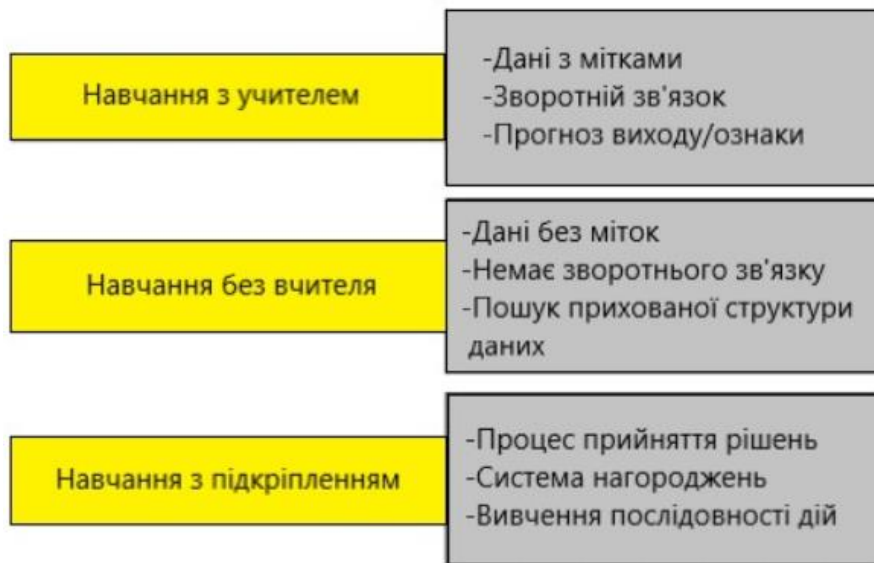 Навчання з учителем
-Дані з мітками
-Зворотній зв'язок
-Прогноз виходу/ознаки
Навчання без вчителя
-Дані без міток
-Немає зворотнього зв'язку
-Пошук прихованої структури
даних
Навчання з підкріпленням
-Процес прийняття рішень
-Система нагороджень
-Вивчення послідовності дій